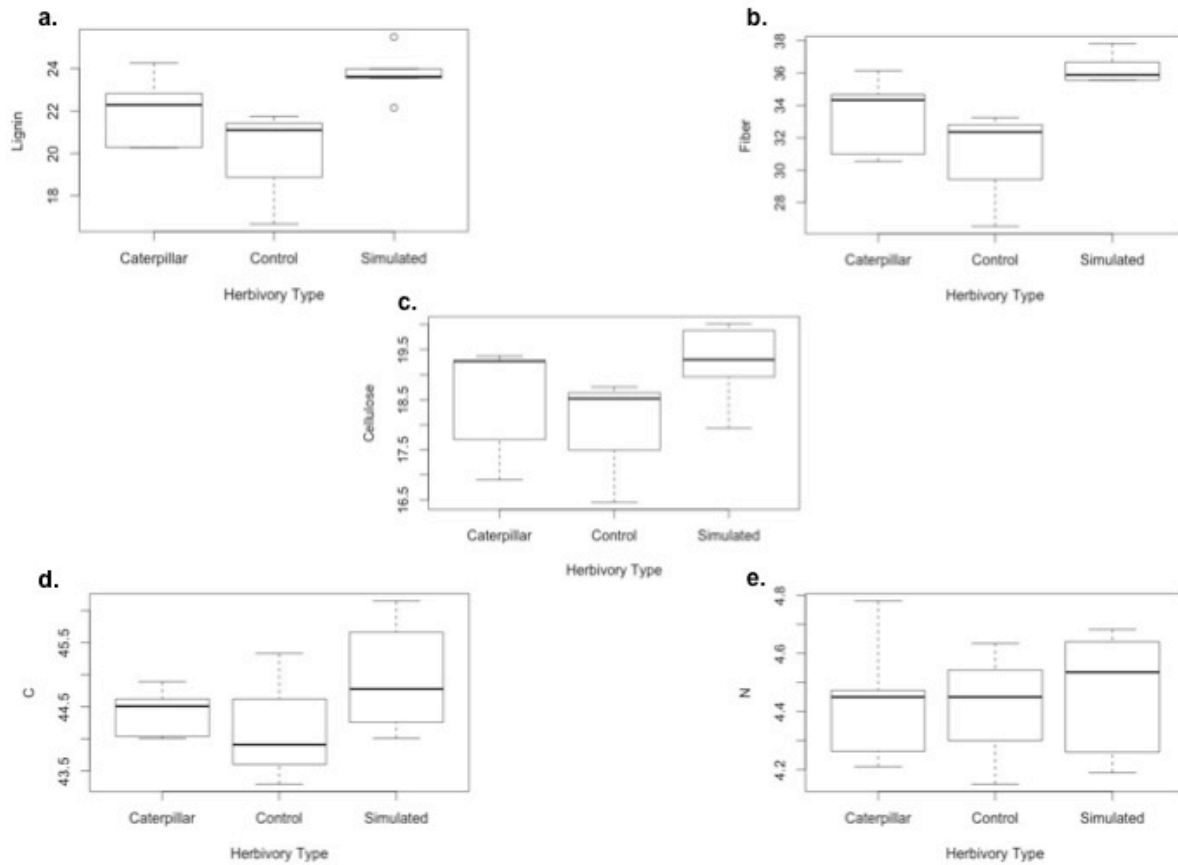 a.
Lignin
24
22
20
18
Caterpillar Control Simulated
Herbivory Type
b.
Fiber
38
36
34
32
30
28
Caterpillar Control Simulated
Herbivory Type
c.
Cellulose
19.5
18.5
17.5
16.5
Caterpillar Control Simulated
Herbivory Type
d.
C
45.5
44.5
43.5
Caterpillar Control Simulated
Herbivory Type
e.
N
4.8
4.6
4.4
4.2
Caterpillar Control Simulated
Herbivory Type